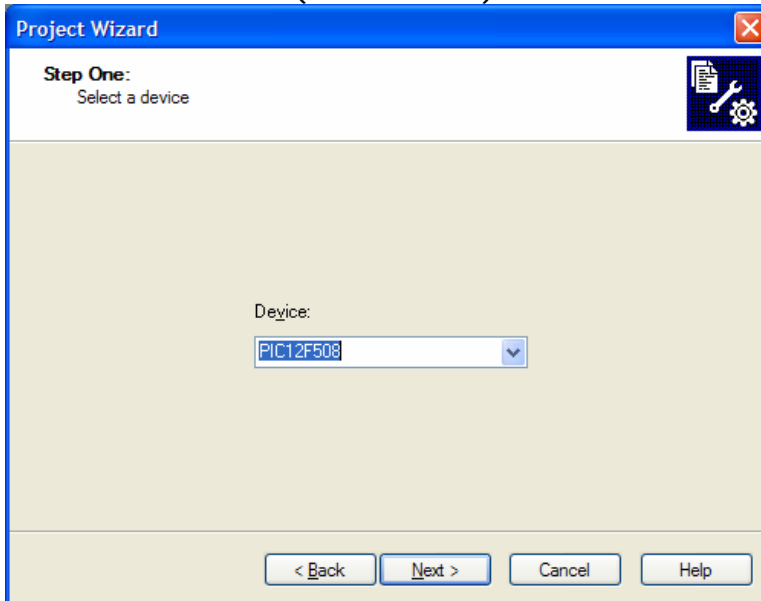 Project Wizard
Step One:
Select a device
Device:
PIC12F508
< Back Next > Cancel Help